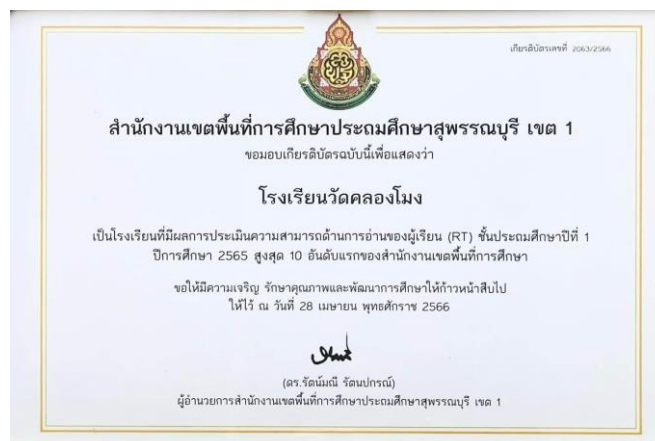 เกียรติบัตรเลขที่ 2063/2566
สำนักงานเขตพื้นที่การศึกษาประถมศึกษาสุพรรณบุรี เขต 1
ขอมอบเกียรติบัตรฉบับนี้เพื่อแสดงว่า
โรงเรียนวัดคลองโมง
เป็นโรงเรียนที่มีผลการประเมินความสามารถด้านการอ่านของผู้เรียน (RT) ชั้นประถมศึกษาปีที่ 1
ปีการศึกษา 2565 สูงสุด 10 อันดับแรกของสำนักงานเขตพื้นที่การศึกษา
ขอให้มีความเจริญ รักษาคุณภาพและพัฒนาการศึกษาให้ก้าวหน้าสืบไป
ให้ไว้ ณ วันที่ 28 เมษายน พุทธศักราช 2566
(ดร.รัตน์มณี รัตนปกรณ์)
ผู้อำนวยการสำนักงานเขตพื้นที่การศึกษาประถมศึกษาสุพรรณบุรี เขต 1